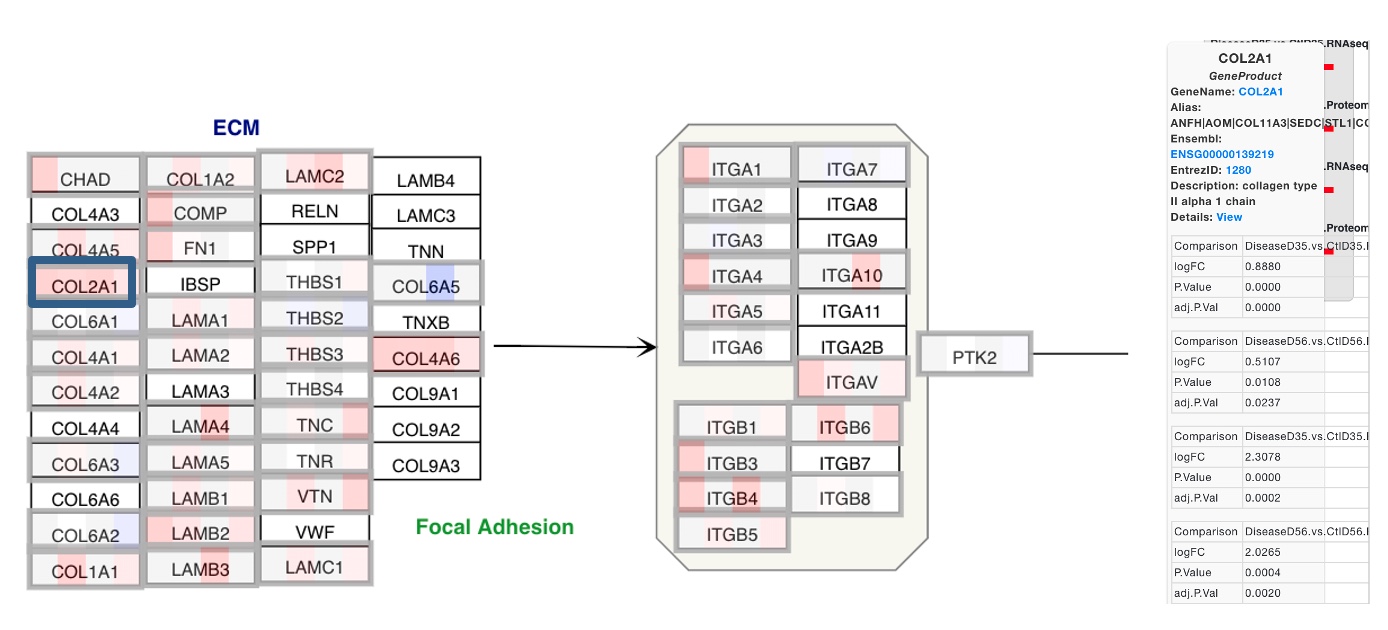 ECM
CHAD
COL4A3
COL4A5
COL2A1
COL6A1
COL4A1
COL4A2
COL4A4
COL6A3
COL6A6
COL6A2
COL1A1
COL1A2
COMP
FN1
IBSP
LAMA1
LAMA2
LAMA3
LAMA4
LAMA5
LAMB1
LAMB2
LAMB3
LAMC2
RELN
SPP1
THBS1
THBS2
THBS3
THBS4
TNC
TNR
VTN
VWF
LAMC1
LAMB4
LAMC3
TNN
COL6A5
TNXB
COL4A6
COL9A1
COL9A2
COL9A3
Focal Adhesion
ITGA1
ITGA2
ITGA3
ITGA4
ITGA5
ITGA6
ITGA7
ITGA8
ITGA9
ITGA10
ITGA11
ITGA2B
ITGAV
ITGB1
ITGB3
ITGB4
ITGB5
ITGB6
ITGB7
ITGB8
PTK2
.RNAseq
COL2A1
GeneProduct
GeneName: COL2A1
Alias: .Proteom
ANFH|AOM|COL11A3|SEDC|STL1|CO
Ensembl:
ENSG00000139219 .RNAseq
EntrezID: 1280
Description: collagen type
II alpha 1 chain
Details: View .Proteom
Comparison DiseaseD35.vs.CtlD35.
logFC 0.8880
P.Value 0.0000
adj.P.Val 0.0000
Comparison DiseaseD56.vs.CtlD56.
logFC 0.5107
P.Value 0.0108
adj.P.Val 0.0237
Comparison DiseaseD35.vs.CtlD35.
logFC 2.3078
P.Value 0.0000
adj.P.Val 0.0002
Comparison DiseaseD56.vs.CtlD56.
logFC 2.0265
P.Value 0.0004
adj.P.Val 0.0020